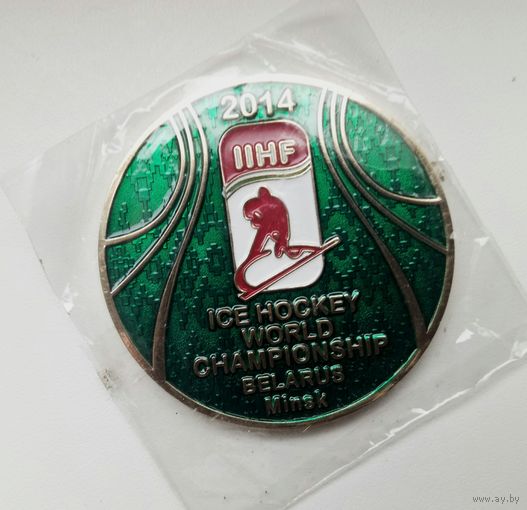 2014
IIHF
ICE HOCKEY
WORLD
CHAMPIONSHIP
BELARUS
Minsk
www.ay.by